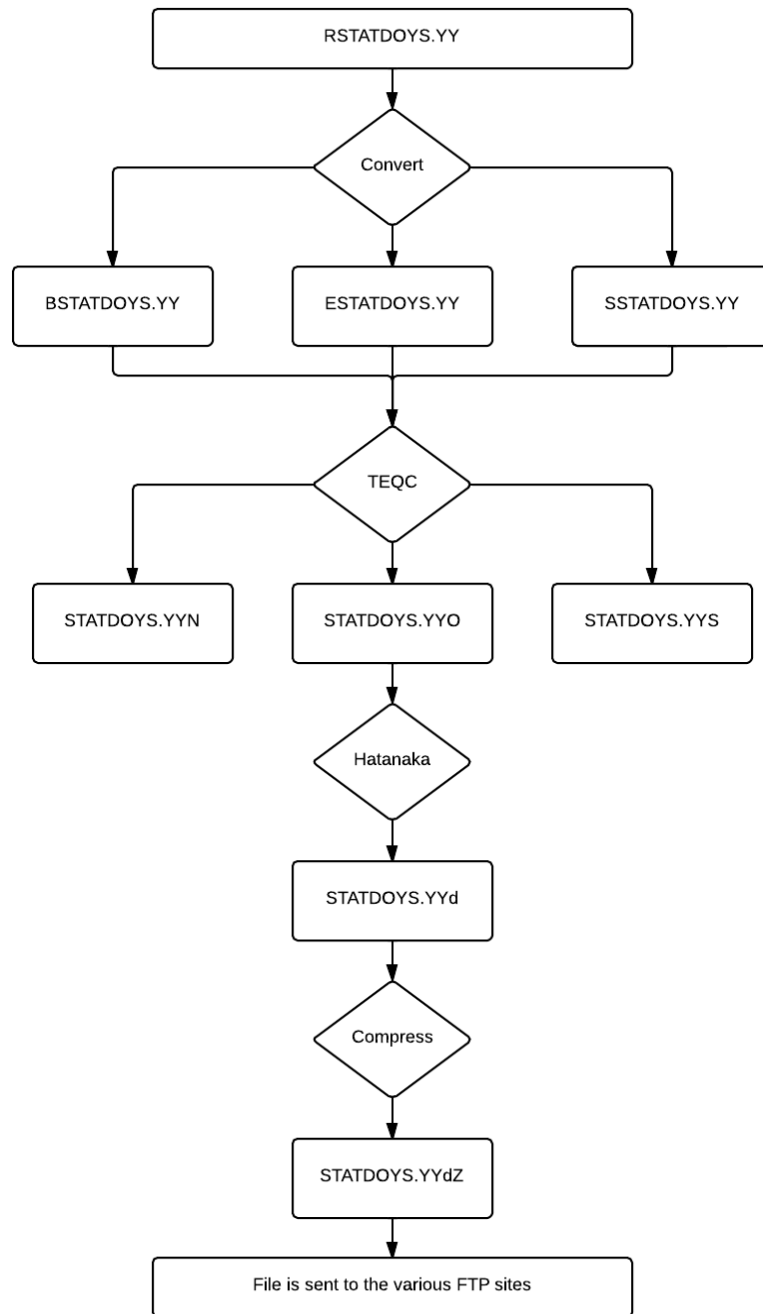 RSTATDOYS.YY
Convert
BSTATDOYS.YY
ESTATDOYS.YY
SSTATDOYS.YY
TEQC
STATDOYS.YYN
STATDOYS.YYO
STATDOYS.YYS
Hatanaka
STATDOYS.YYd
Compress
STATDOYS.YYdZ
File is sent to the various FTP sites